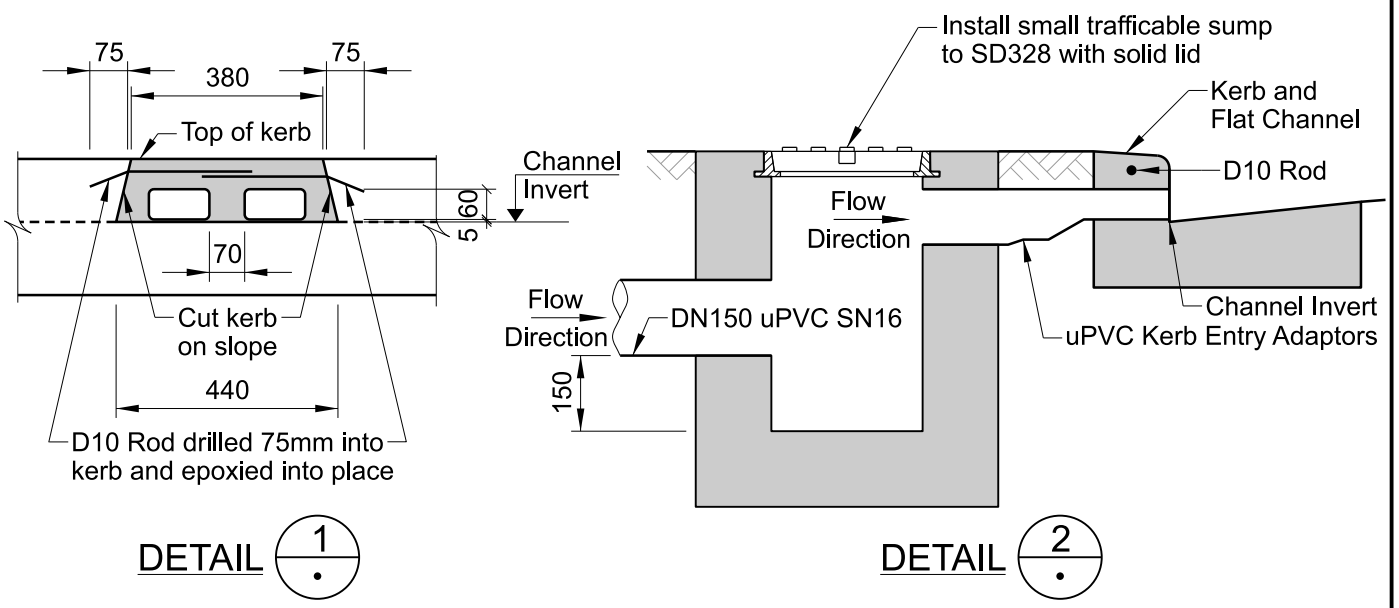 75
75
380
Top of kerb
Channel
Invert
60
5
70
Cut kerb
on slope
440
D10 Rod drilled 75mm into
kerb and epoxied into place
DETAIL
1
Install small trafficable sump
to SD328 with solid lid
Kerb and
Flat Channel
D10 Rod
Flow
Direction
Flow
Direction
DN150 uPVC SN16
Channel Invert
uPVC Kerb Entry Adaptors
150
DETAIL
2